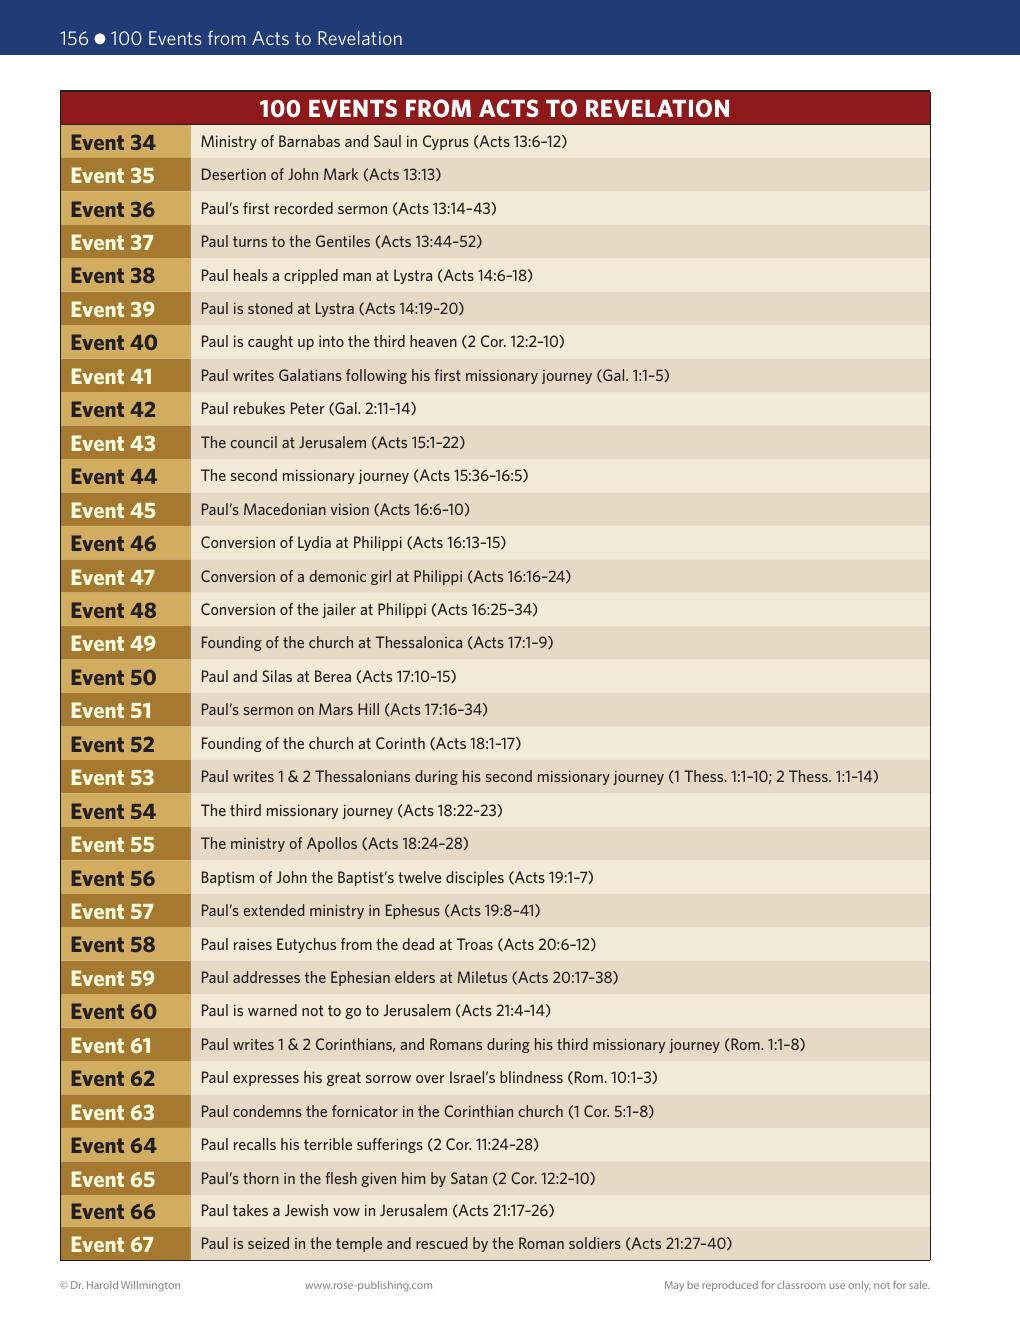 156 ● 100 Events from Acts to Revelation
100 EVENTS FROM ACTS TO REVELATION
Event 34 Ministry of Barnabas and Saul in Cyprus (Acts 13:6–12)
Event 35 Desertion of John Mark (Acts 13:13)
Event 36 Paul's first recorded sermon (Acts 13:14–43)
Event 37 Paul turns to the Gentiles (Acts 13:44–52)
Event 38 Paul heals a crippled man at Lystra (Acts 14:6–18)
Event 39 Paul is stoned at Lystra (Acts 14:19–20)
Event 40 Paul is caught up into the third heaven (2 Cor. 12:2–10)
Event 41 Paul writes Galatians following his first missionary journey (Gal. 1:1–5)
Event 42 Paul rebukes Peter (Gal. 2:11–14)
Event 43 The council at Jerusalem (Acts 15:1–22)
Event 44 The second missionary journey (Acts 15:36–16:5)
Event 45 Paul's Macedonian vision (Acts 16:6–10)
Event 46 Conversion of Lydia at Philippi (Acts 16:13–15)
Event 47 Conversion of a demonic girl at Philippi (Acts 16:16–24)
Event 48 Conversion of the jailer at Philippi (Acts 16:25–34)
Event 49 Founding of the church at Thessalonica (Acts 17:1–9)
Event 50 Paul and Silas at Berea (Acts 17:10–15)
Event 51 Paul's sermon on Mars Hill (Acts 17:16–34)
Event 52 Founding of the church at Corinth (Acts 18:1–17)
Event 53 Paul writes 1 & 2 Thessalonians during his second missionary journey (1 Thess. 1:1–10; 2 Thess. 1:1–14)
Event 54 The third missionary journey (Acts 18:22–23)
Event 55 The ministry of Apollos (Acts 18:24–28)
Event 56 Baptism of John the Baptist's twelve disciples (Acts 19:1–7)
Event 57 Paul's extended ministry in Ephesus (Acts 19:8–41)
Event 58 Paul raises Eutychus from the dead at Troas (Acts 20:6–12)
Event 59 Paul addresses the Ephesian elders at Miletus (Acts 20:17–38)
Event 60 Paul is warned not to go to Jerusalem (Acts 21:4–14)
Event 61 Paul writes 1 & 2 Corinthians, and Romans during his third missionary journey (Rom. 1:1–8)
Event 62 Paul expresses his great sorrow over Israel's blindness (Rom. 10:1–3)
Event 63 Paul condemns the fornicator in the Corinthian church (1 Cor. 5:1–8)
Event 64 Paul recalls his terrible sufferings (2 Cor. 11:24–28)
Event 65 Paul's thorn in the flesh given him by Satan (2 Cor. 12:2–10)
Event 66 Paul takes a Jewish vow in Jerusalem (Acts 21:17–26)
Event 67 Paul is seized in the temple and rescued by the Roman soldiers (Acts 21:27–40)
© Dr. Harold Willmington www.rose-publishing.com May be reproduced for classroom use only, not for sale.